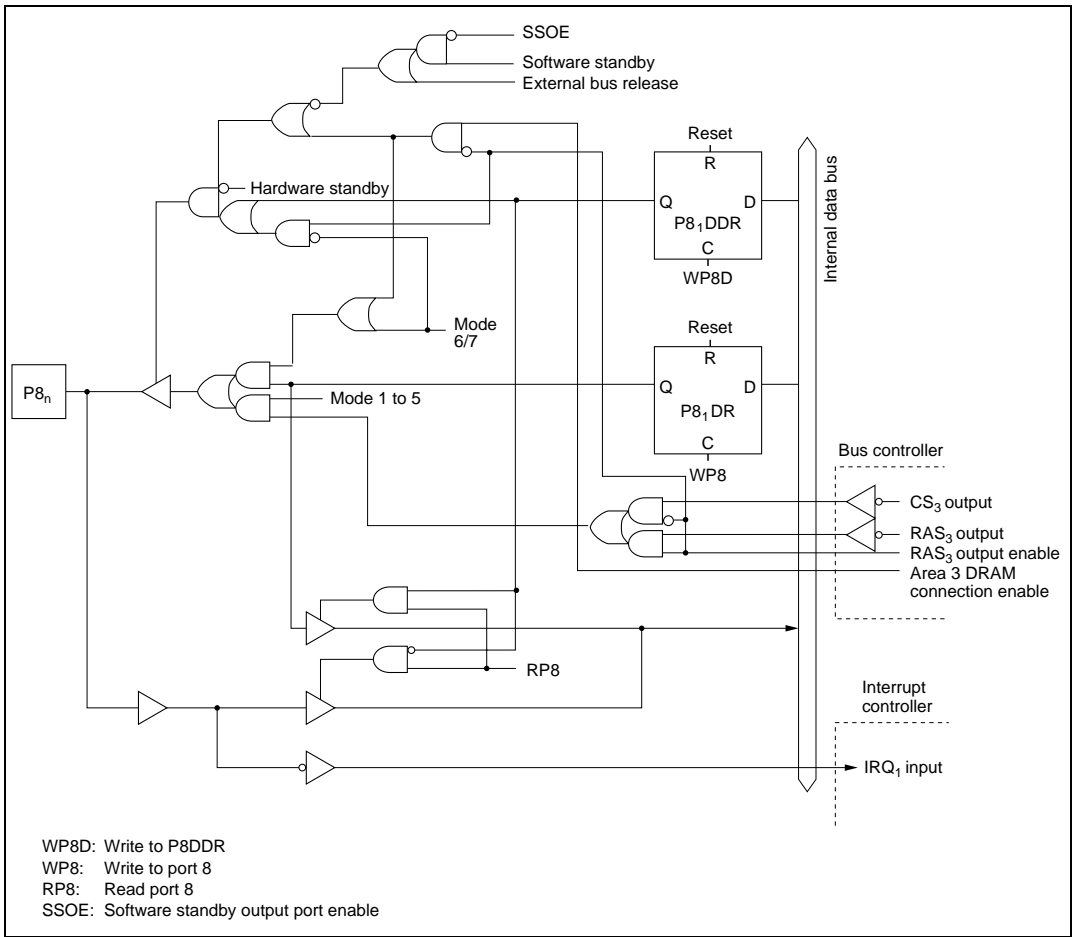 SSOE
Software standby
External bus release
Reset
R
Hardware standby
Q
D
P8₁DDR
C
WP8D
Internal data bus
Mode
6/7
Reset
R
P8ₙ
Q
D
Mode 1 to 5
P8₁DR
C
WP8
Bus controller
CS₃ output
RAS₃ output
RAS₃ output enable
Area 3 DRAM
connection enable
RP8
Interrupt
controller
IRQ₁ input
WP8D: Write to P8DDR
WP8: Write to port 8
RP8: Read port 8
SSOE: Software standby output port enable